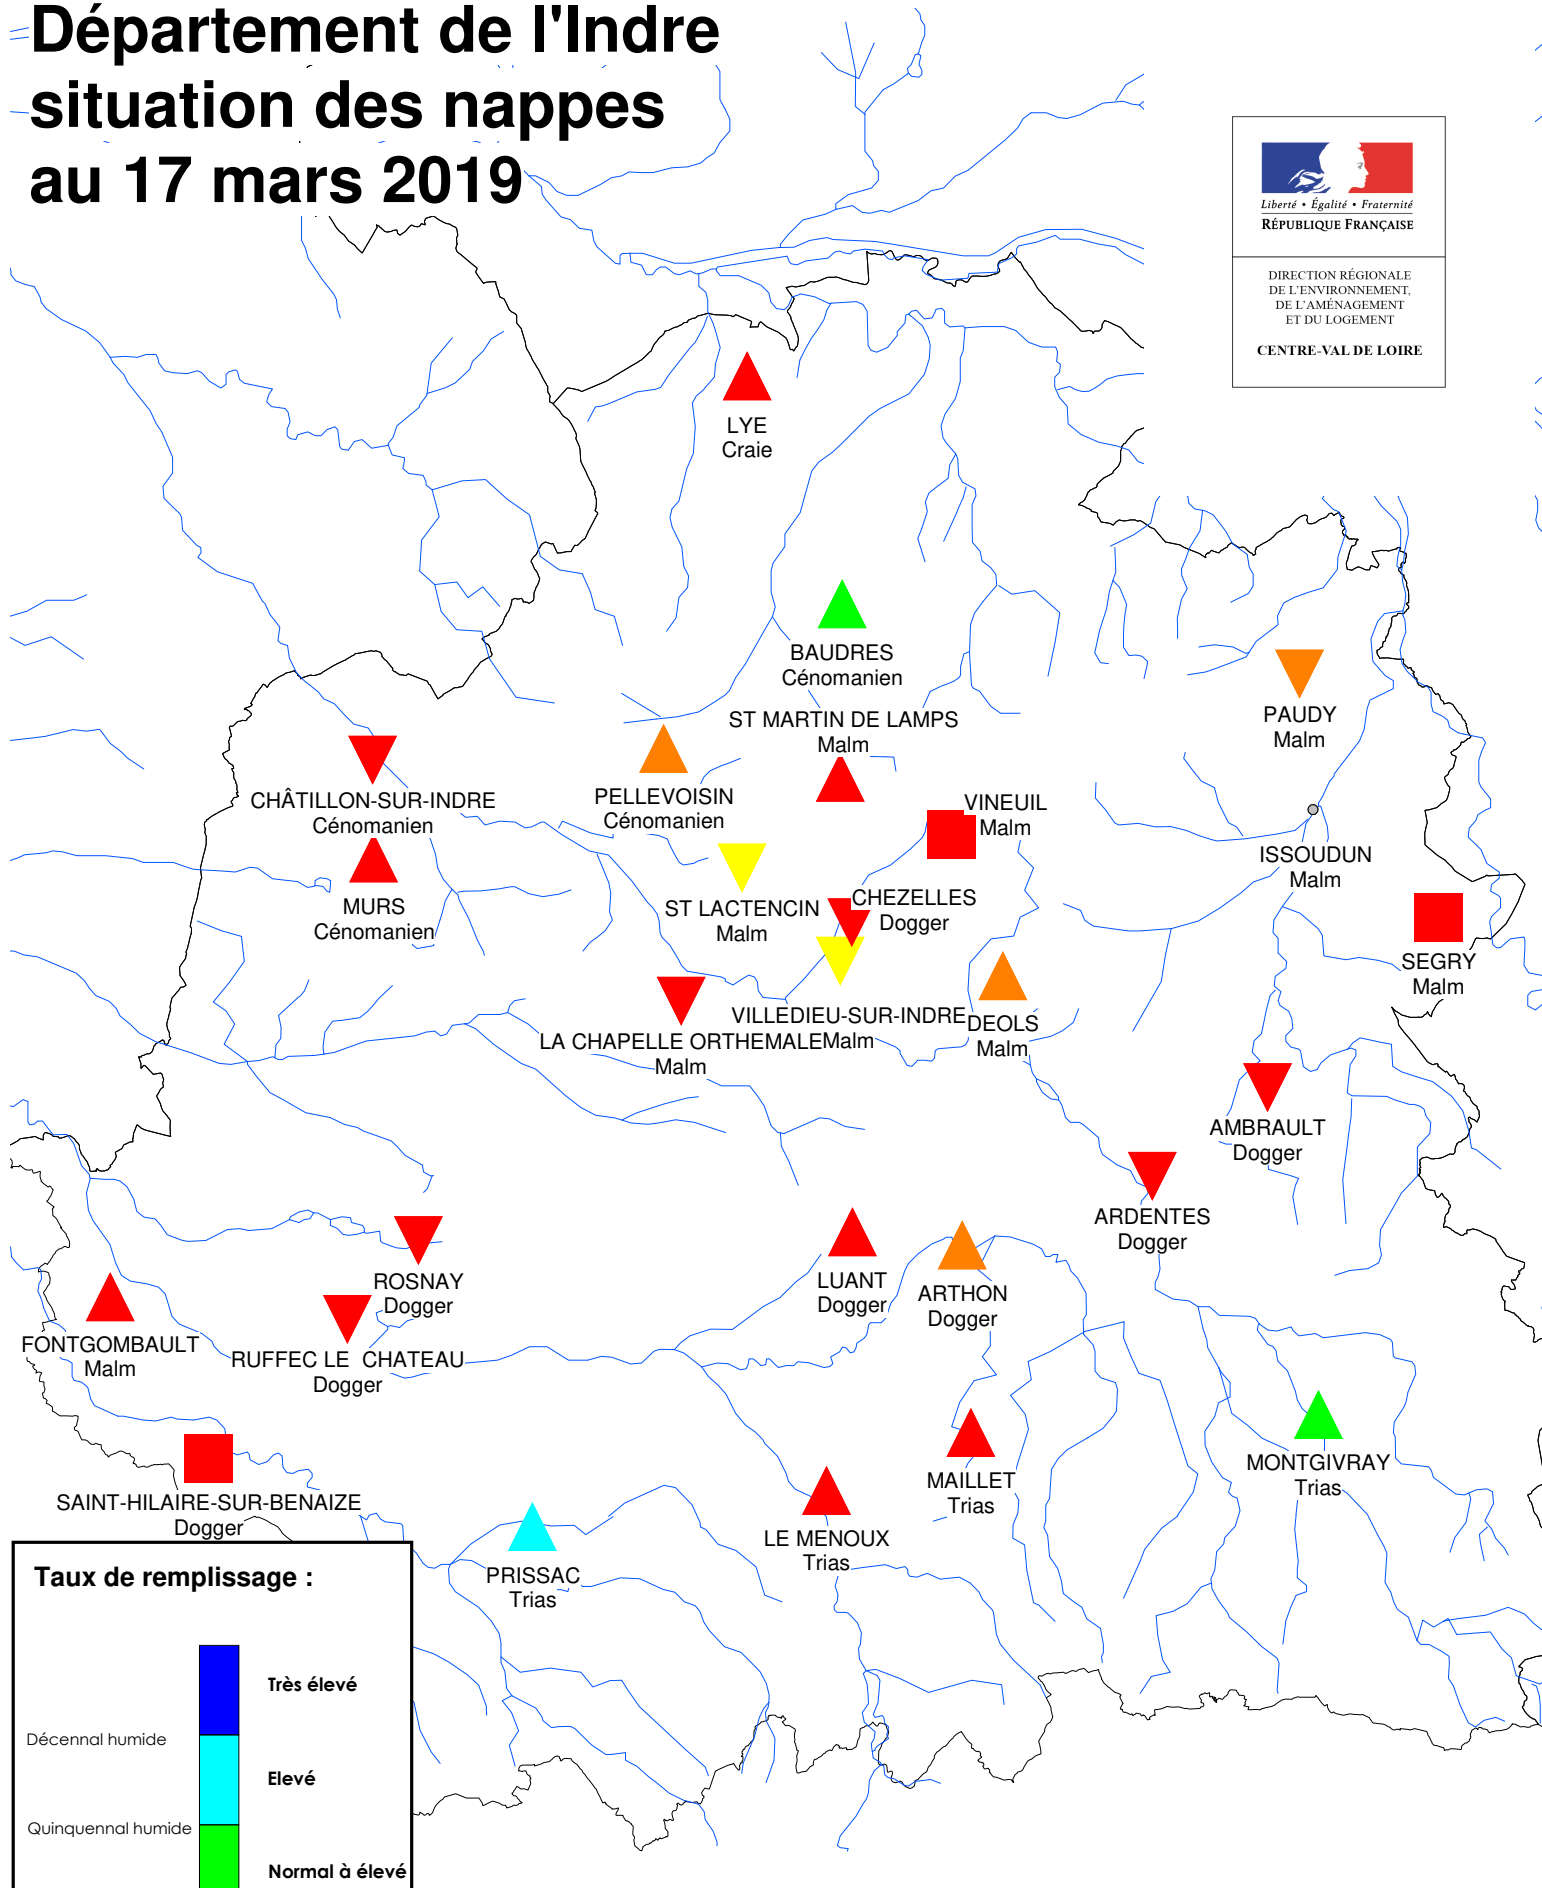 Département de l'Indre
situation des nappes
au 17 mars 2019
Liberté • Égalité • Fraternité
RÉPUBLIQUE FRANÇAISE
DIRECTION RÉGIONALE
DE L'ENVIRONNEMENT,
DE L'AMÉNAGEMENT
ET DU LOGEMENT
CENTRE-VAL DE LOIRE
LYE
Craie
BAUDRES
Cénomanien
ST MARTIN DE LAMPS
Malm
PAUDY
Malm
CHÂTILLON-SUR-INDRE
Cénomanien
PELLEVOISIN
Cénomanien
VINEUIL
Malm
ISSOUDUN
Malm
MURS
Cénomanien
ST LACTENCIN
Malm
CHEZELLES
Dogger
SEGRY
Malm
VILLEDIEU-SUR-INDRE
Malm
DEOLS
Malm
LA CHAPELLE ORTHEMALE
Malm
AMBRAULT
Dogger
ARDENTES
Dogger
ROSNAY
Dogger
LUANT
Dogger
ARTHON
Dogger
FONTGOMBAULT
Malm
RUFFEC LE CHATEAU
Dogger
MAILLET
Trias
MONTGIVRAY
Trias
SAINT-HILAIRE-SUR-BENAIZE
Dogger
LE MENOUX
Trias
PRISSAC
Trias
Taux de remplissage :
Très élevé
Décennal humide
Elevé
Quinquennal humide
Normal à élevé